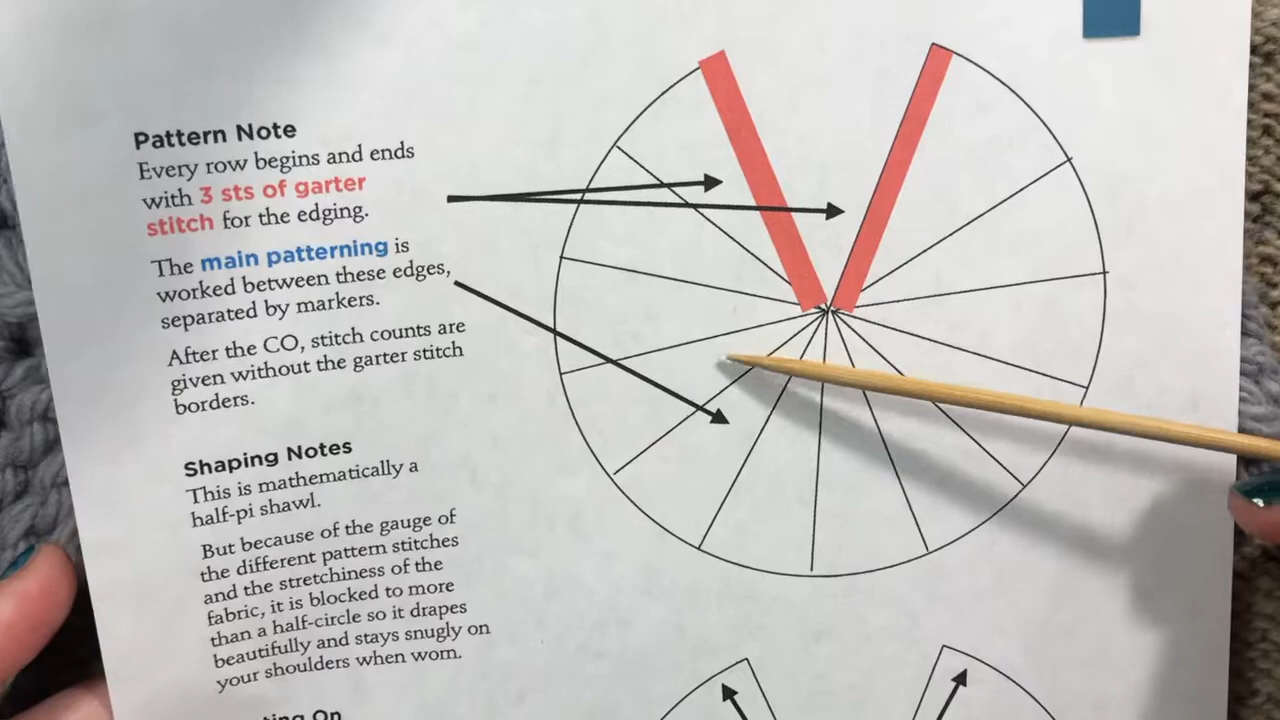 Pattern Note
Every row begins and ends
with 3 sts of garter
stitch for the edging.
The main patterning is
worked between these edges,
separated by markers.
After the CO, stitch counts are
given without the garter stitch
borders.
Shaping Notes
This is mathematically a
half-pi shawl.
But because of the gauge of
the different pattern stitches
and the stretchiness of the
fabric, it is blocked to more
than a half-circle so it drapes
beautifully and stays snugly on
your shoulders when worn.
On